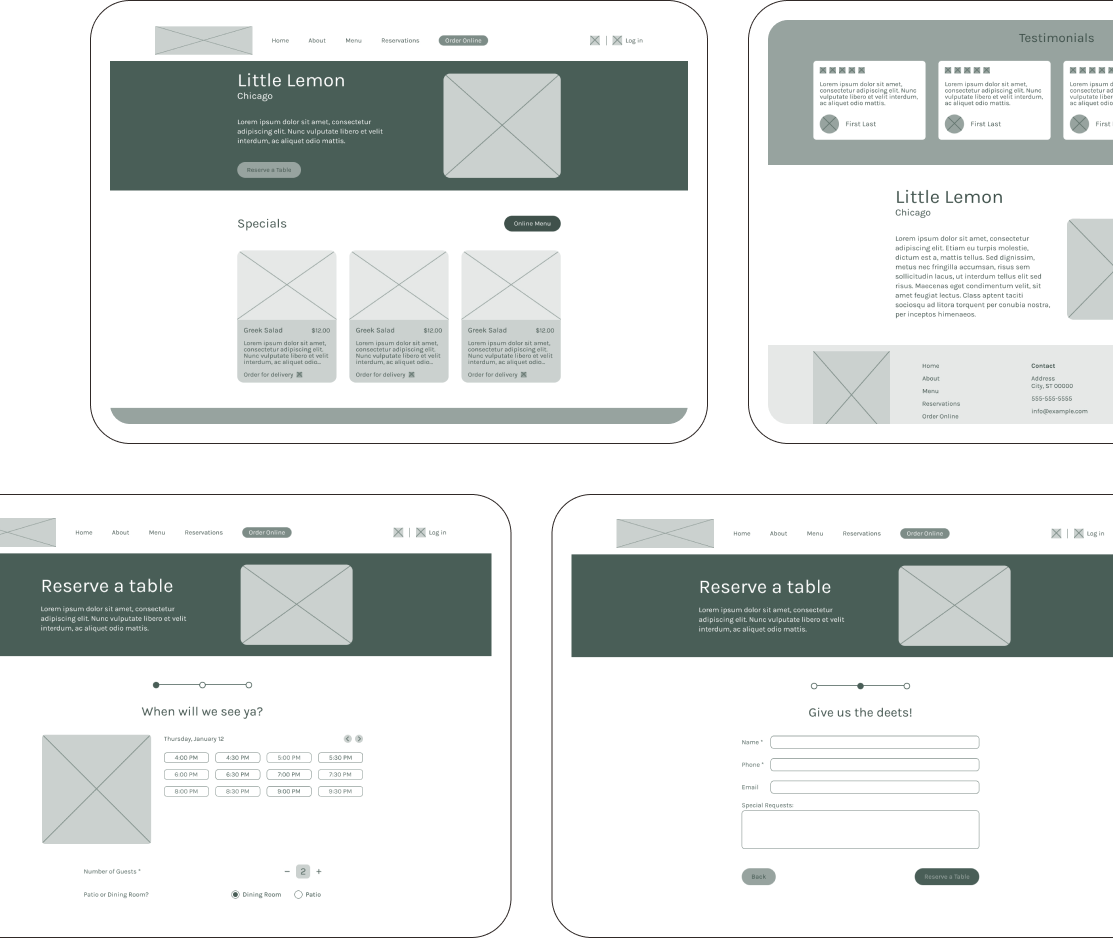 Home About Menu Reservations Order Online Log in
Little Lemon
Chicago
Lorem ipsum dolor sit amet, consectetur
adipiscing elit. Nunc vulputate libero et velit
interdum, ac aliquet odio mattis.
Reserve a Table
Specials Online Menu
Greek Salad $12.00
Lorem ipsum dolor sit amet,
consectetur adipiscing elit.
Nunc vulputate libero et velit
interdum, ac aliquet odio...
Order for delivery
Greek Salad $12.00
Lorem ipsum dolor sit amet,
consectetur adipiscing elit.
Nunc vulputate libero et velit
interdum, ac aliquet odio...
Order for delivery
Greek Salad $12.00
Lorem ipsum dolor sit amet,
consectetur adipiscing elit.
Nunc vulputate libero et velit
interdum, ac aliquet odio...
Order for delivery
Testimonials
Lorem ipsum dolor sit amet,
consectetur adipiscing elit. Nunc
vulputate libero et velit interdum,
ac aliquet odio mattis.
First Last
Lorem ipsum dolor sit amet,
consectetur adipiscing elit. Nunc
vulputate libero et velit interdum,
ac aliquet odio mattis.
First Last
Lorem ipsum
consectetur
vulputate
ac aliquet odio
First
Little Lemon
Chicago
Lorem ipsum dolor sit amet, consectetur
adipiscing elit. Etiam eu turpis molestie,
dictum est a, mattis tellus. Sed dignissim,
metus nec fringilla accumsan, risus sem
sollicitudin lacus, ut interdum tellus elit sed
risus. Maecenas eget condimentum velit, sit
amet feugiat lectus. Class aptent taciti
sociosqu ad litora torquent per conubia nostra,
per inceptos himenaeos.
Home
About
Menu
Reservations
Order Online
Contact
Address
City, ST 00000
555-555-5555
info@example.com
Home About Menu Reservations Order Online Log in
Reserve a table
Lorem ipsum dolor sit amet, consectetur
adipiscing elit. Nunc vulputate libero et velit
interdum, ac aliquet odio mattis.
When will we see ya?
Thursday, January 12
4:00 PM 4:30 PM 5:00 PM 5:30 PM
6:00 PM 6:30 PM 7:00 PM 7:30 PM
8:00 PM 8:30 PM 9:00 PM 9:30 PM
Number of Guests * − 2 +
Patio or Dining Room? Dining Room Patio
Home About Menu Reservations Order Online Log in
Reserve a table
Lorem ipsum dolor sit amet, consectetur
adipiscing elit. Nunc vulputate libero et velit
interdum, ac aliquet odio mattis.
Give us the deets!
Name *
Phone *
Email
Special Requests:
Back Reserve a Table